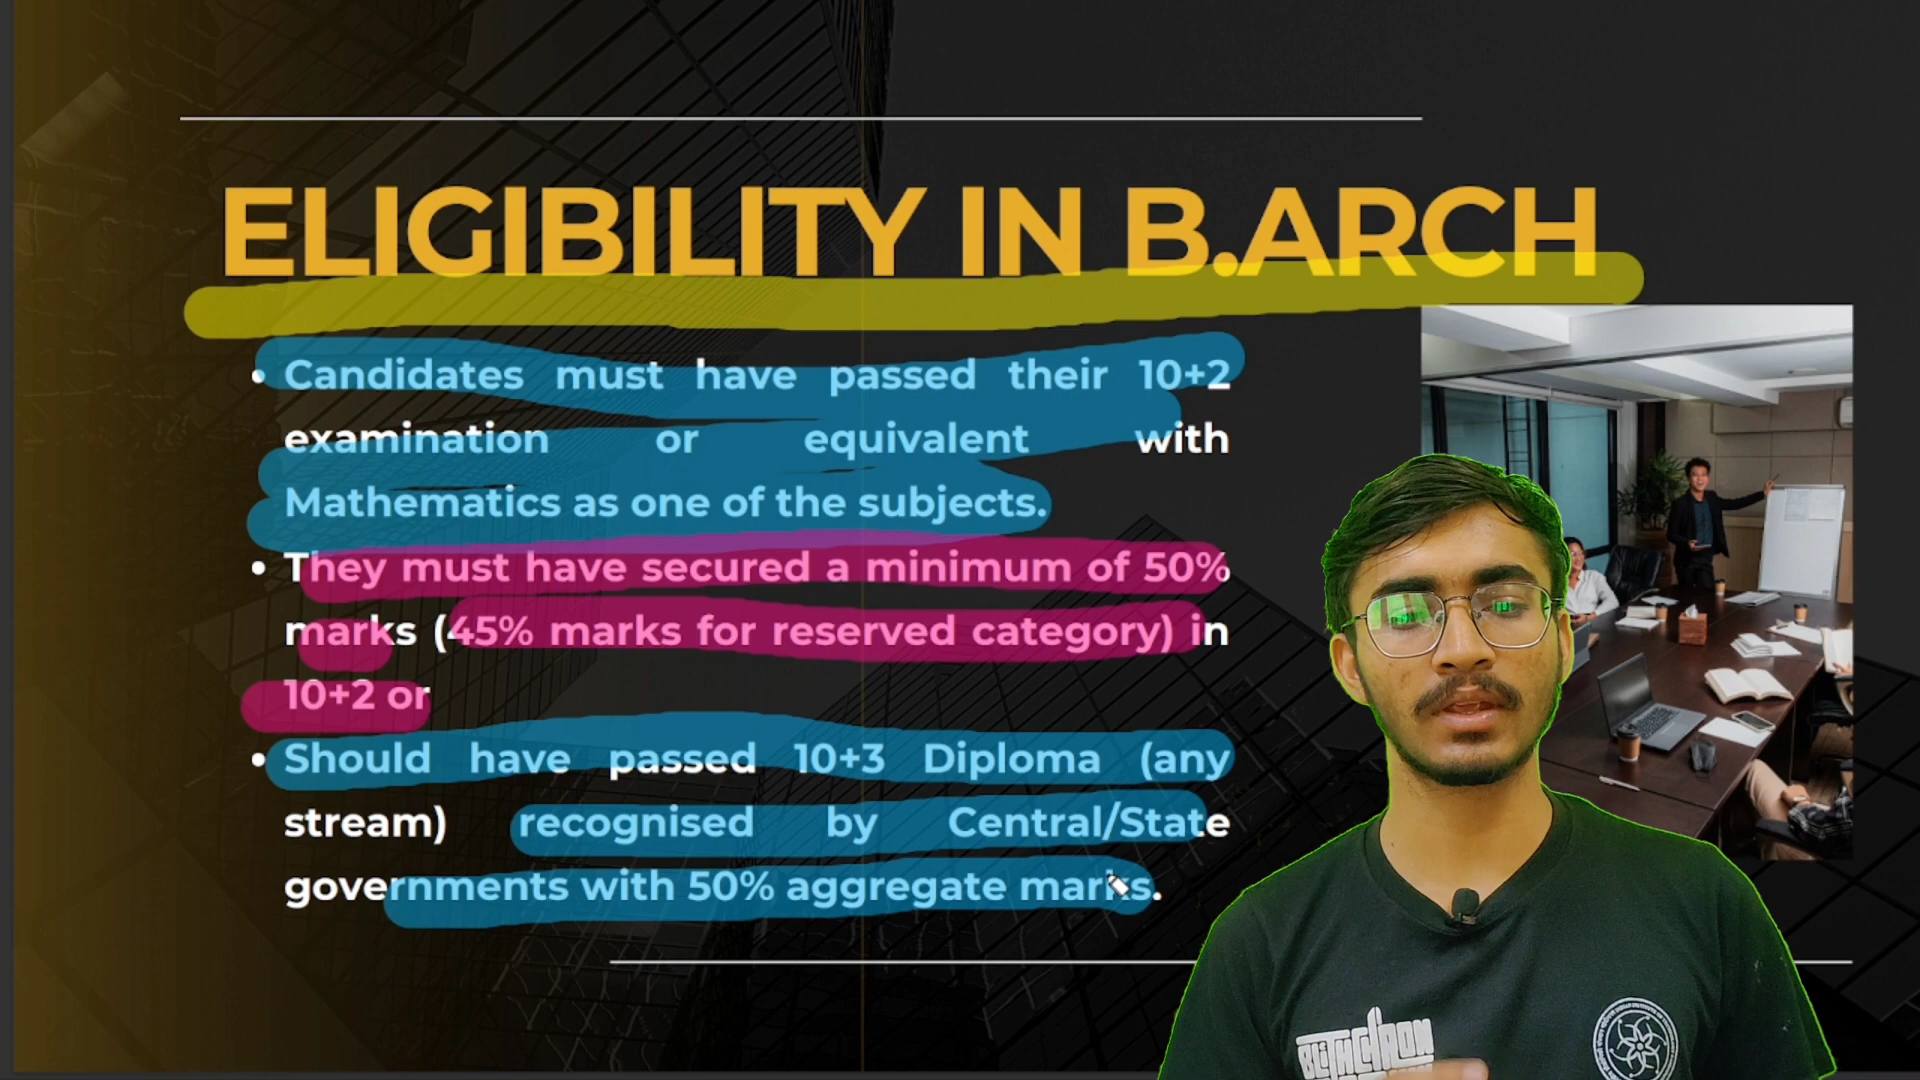 ELIGIBILITY IN B.ARCH
• Candidates must have passed their 10+2
examination or equivalent with
Mathematics as one of the subjects.
• They must have secured a minimum of 50%
marks (45% marks for reserved category) in
10+2 or
• Should have passed 10+3 Diploma (any
stream) recognised by Central/State
governments with 50% aggregate marks.